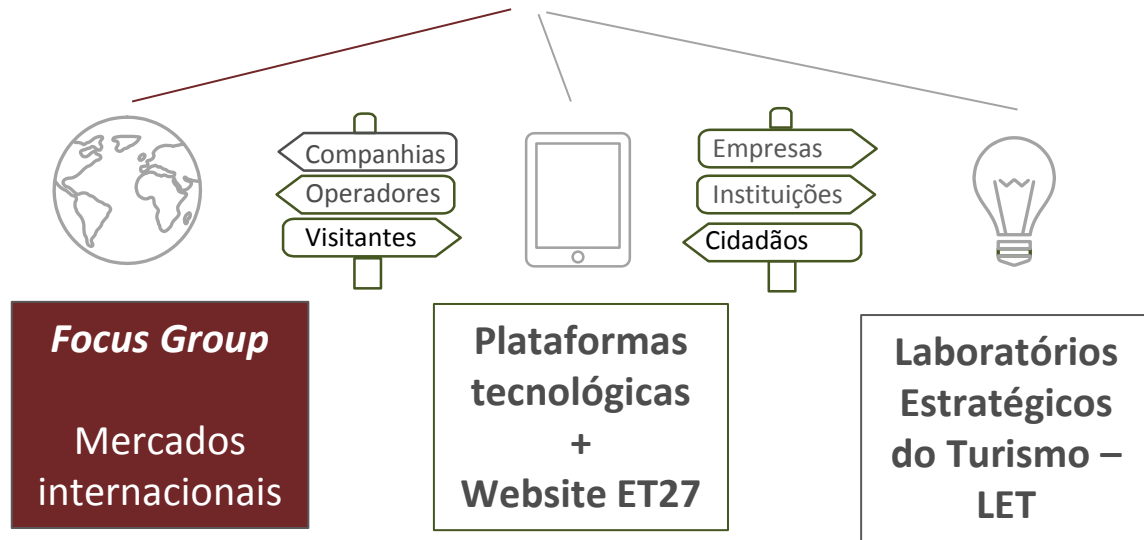 Companhias
Operadores
Visitantes
Empresas
Instituições
Cidadãos
Focus Group
Mercados
internacionais
Plataformas
tecnológicas
+
Website ET27
Laboratórios
Estratégicos
do Turismo –
LET